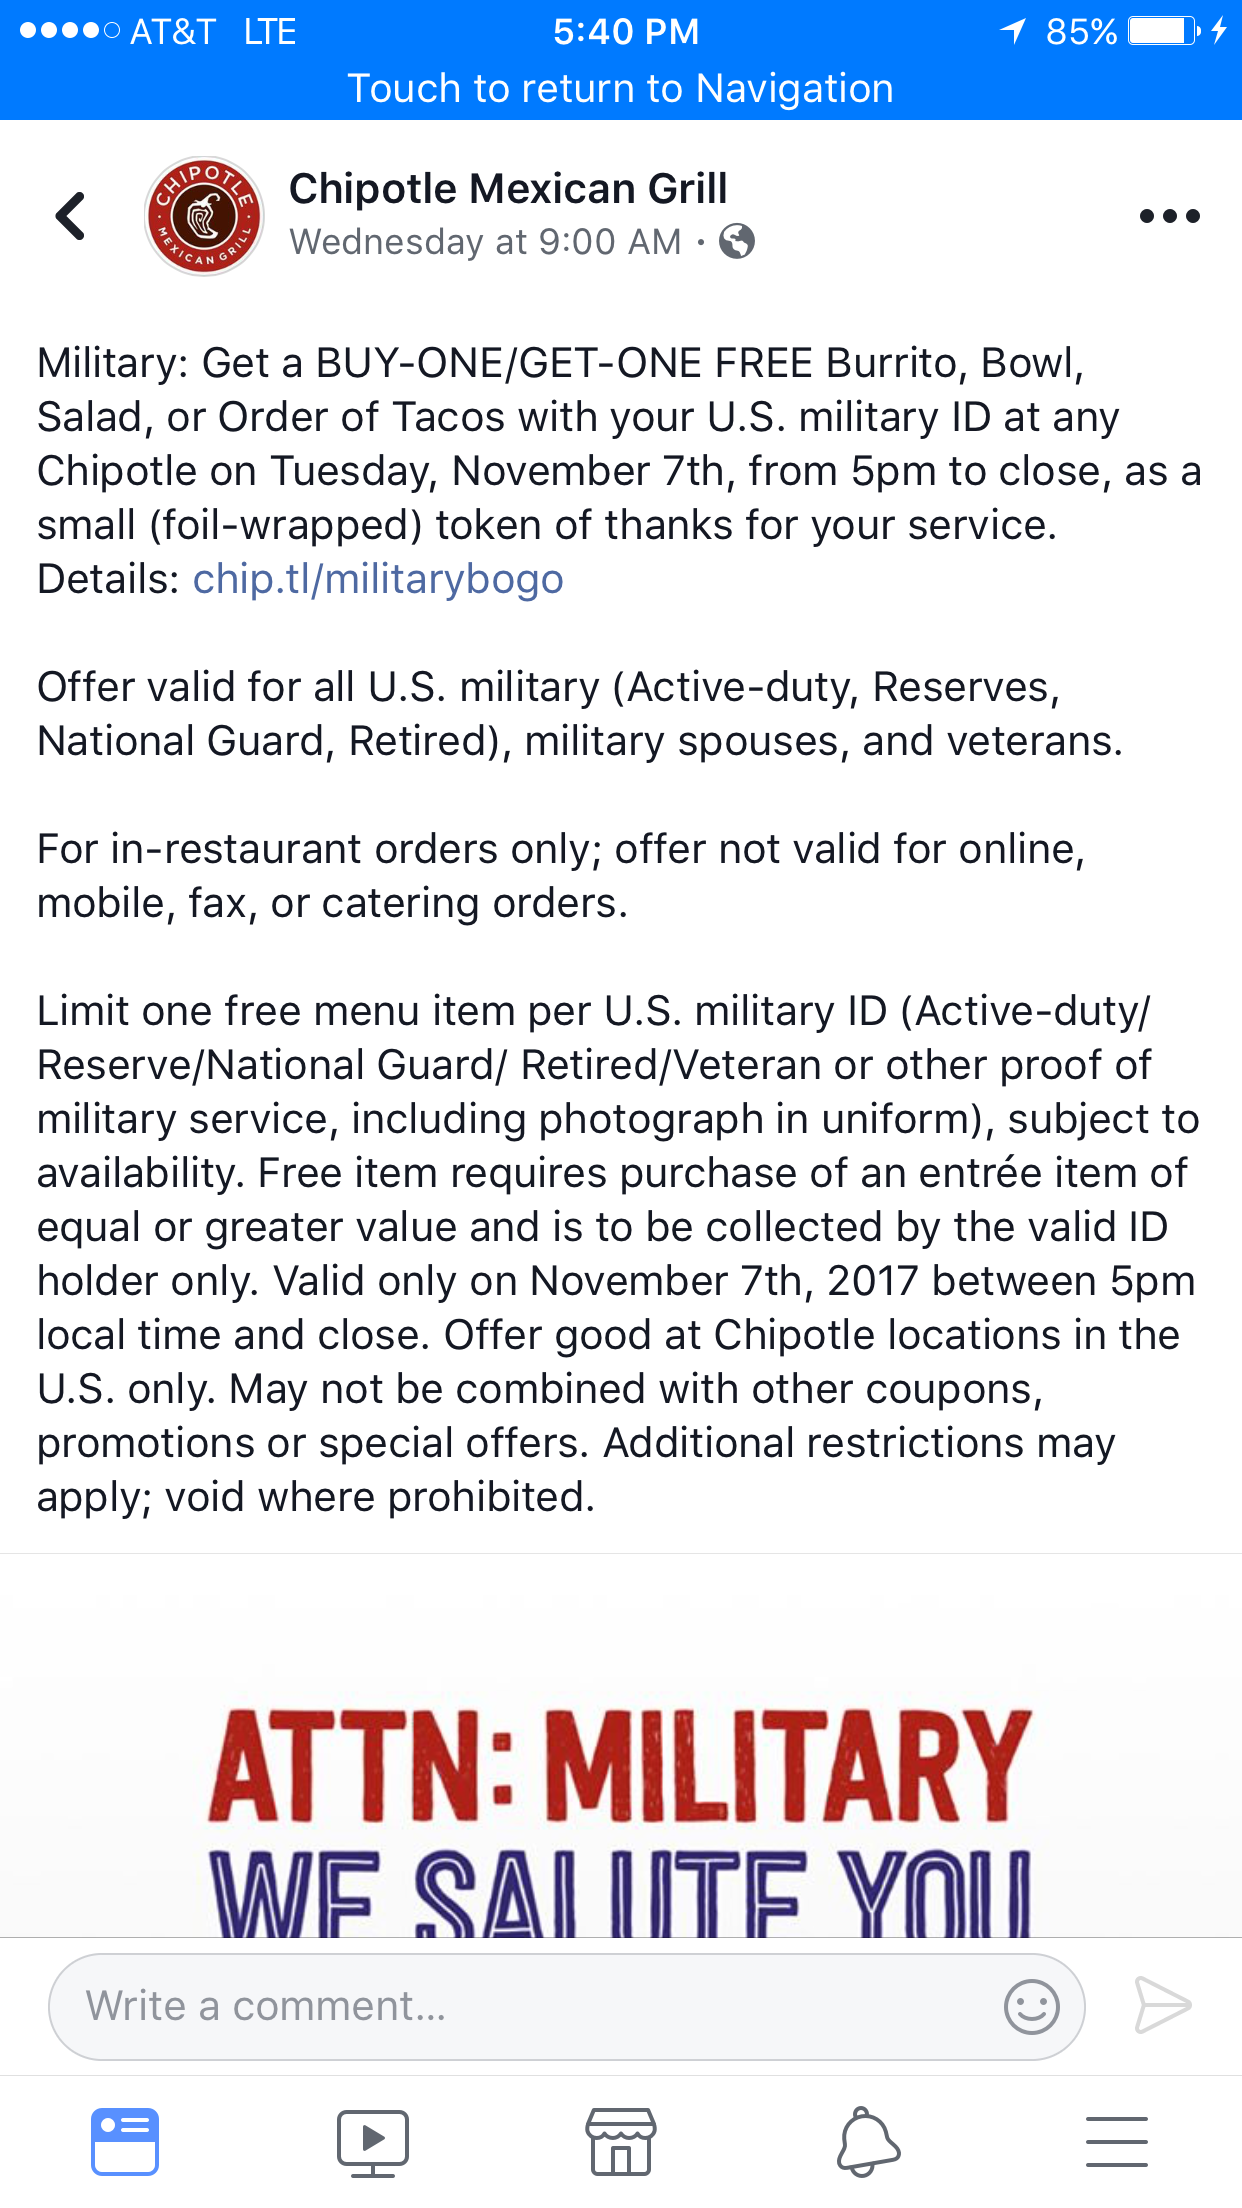 AT&T LTE 5:40 PM 85%
Touch to return to Navigation
CHIPOTLE
MEXICAN GRILL
Chipotle Mexican Grill
Wednesday at 9:00 AM ·
Military: Get a BUY-ONE/GET-ONE FREE Burrito, Bowl,
Salad, or Order of Tacos with your U.S. military ID at any
Chipotle on Tuesday, November 7th, from 5pm to close, as a
small (foil-wrapped) token of thanks for your service.
Details: chip.tl/militarybogo
Offer valid for all U.S. military (Active-duty, Reserves,
National Guard, Retired), military spouses, and veterans.
For in-restaurant orders only; offer not valid for online,
mobile, fax, or catering orders.
Limit one free menu item per U.S. military ID (Active-duty/
Reserve/National Guard/ Retired/Veteran or other proof of
military service, including photograph in uniform), subject to
availability. Free item requires purchase of an entrée item of
equal or greater value and is to be collected by the valid ID
holder only. Valid only on November 7th, 2017 between 5pm
local time and close. Offer good at Chipotle locations in the
U.S. only. May not be combined with other coupons,
promotions or special offers. Additional restrictions may
apply; void where prohibited.
ATTN: MILITARY
WE SALUTE YOU
Write a comment...